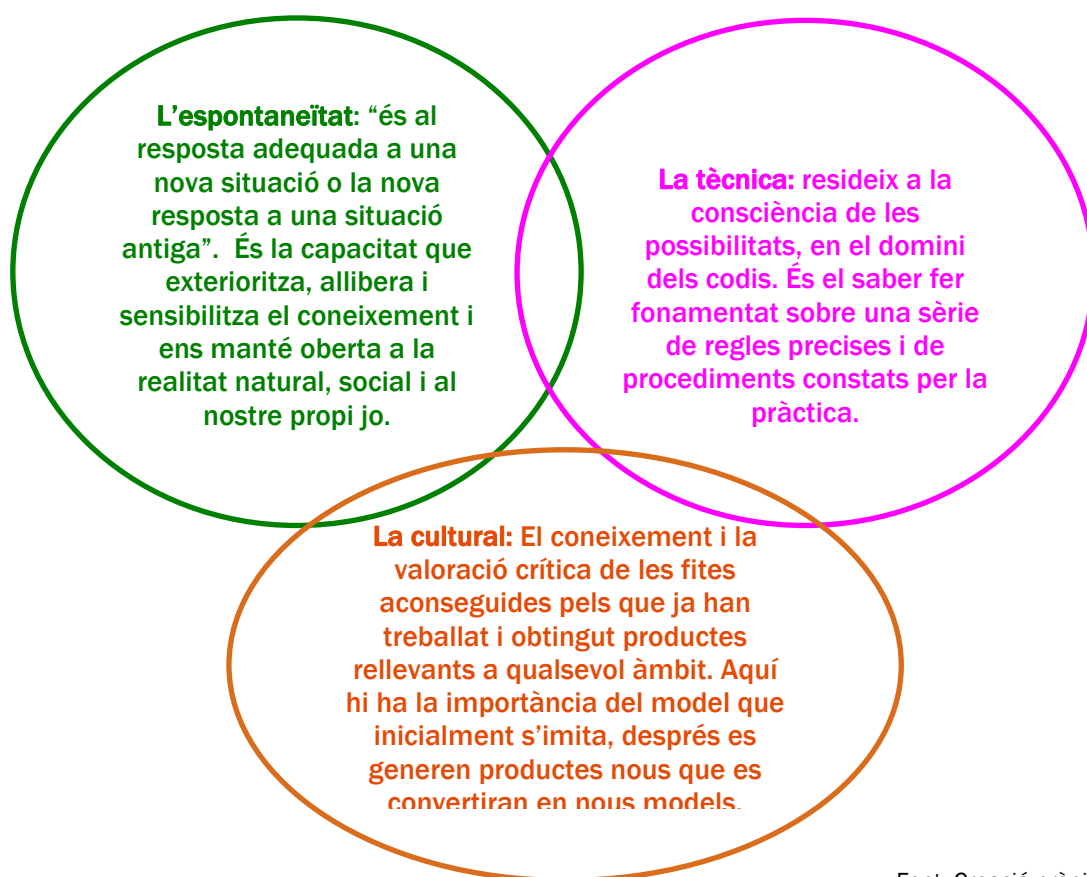 L'espontaneïtat: “és al
resposta adequada a una
nova situació o la nova
resposta a una situació
antiga”. És la capacitat que
exterioritza, allibera i
sensibilitza el coneixement i
ens manté oberta a la
realitat natural, social i al
nostre propi jo.
La tècnica: resideix a la
consciència de les
possibilitats, en el domini
dels codis. És el saber fer
fonamentat sobre una sèrie
de regles precises i de
procediments constats per la
pràctica.
La cultural: El coneixement i la
valoració crítica de les fites
aconseguides pels que ja han
treballat i obtingut productes
rellevants a qualsevol àmbit. Aquí
hi ha la importància del model que
inicialment s'imita, després es
generen productes nous que es
convertiran en nous models.